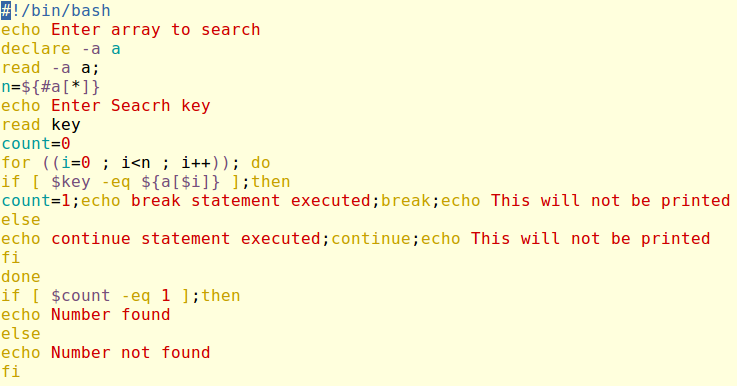 #!/bin/bash
echo Enter array to search
declare -a a
read -a a;
n=${#a[*]}
echo Enter Seacrh key
read key
count=0
for ((i=0 ; i<n ; i++)); do
if [ $key -eq ${a[$i]} ];then
count=1;echo break statement executed;break;echo This will not be printed
else
echo continue statement executed;continue;echo This will not be printed
fi
done
if [ $count -eq 1 ];then
echo Number found
else
echo Number not found
fi